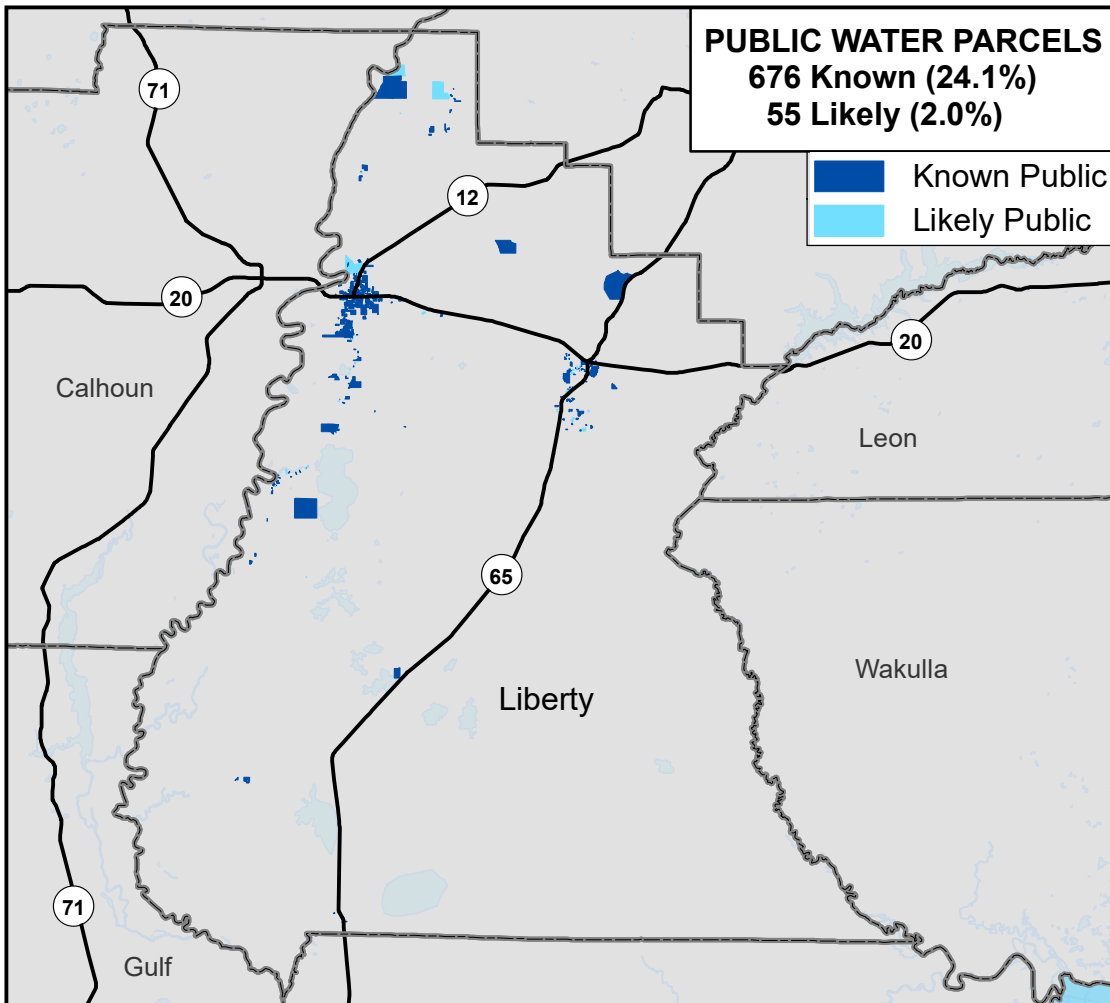 PUBLIC WATER PARCELS
676 Known (24.1%)
55 Likely (2.0%)
Known Public
Likely Public
71
12
20
20
Calhoun
Leon
65
Wakulla
Liberty
71
Gulf